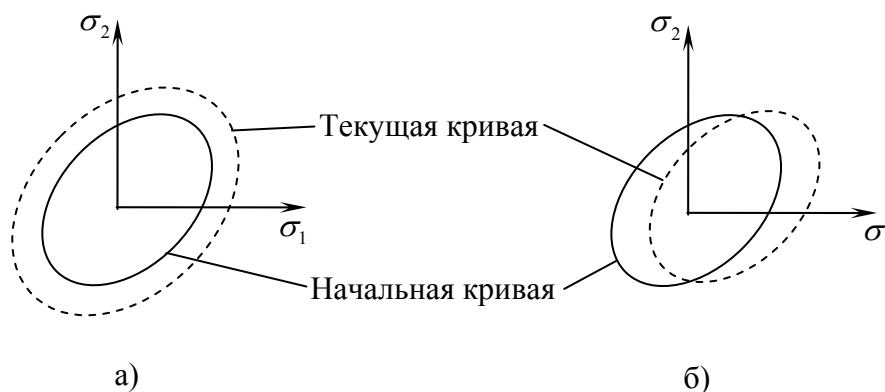 σ₂
σ₂
Текущая кривая
σ₁
σ
Начальная кривая
а)
б)